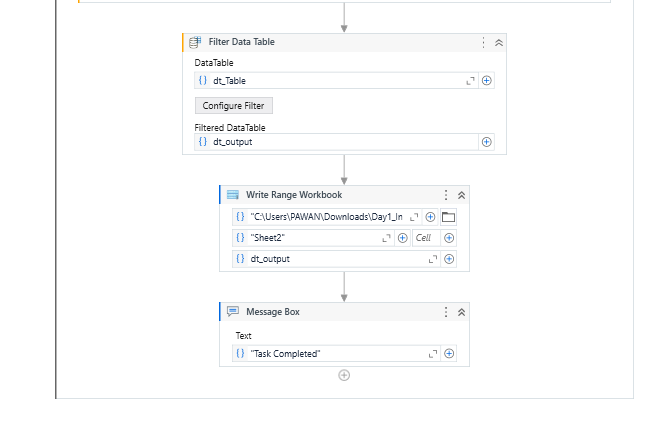 Filter Data Table
DataTable
{} dt_Table
Configure Filter
Filtered DataTable
{} dt_output
Write Range Workbook
{} "C:\Users\PAWAN\Downloads\Day1_In
{} "Sheet2" Cell
{} dt_output
Message Box
Text
{} "Task Completed"